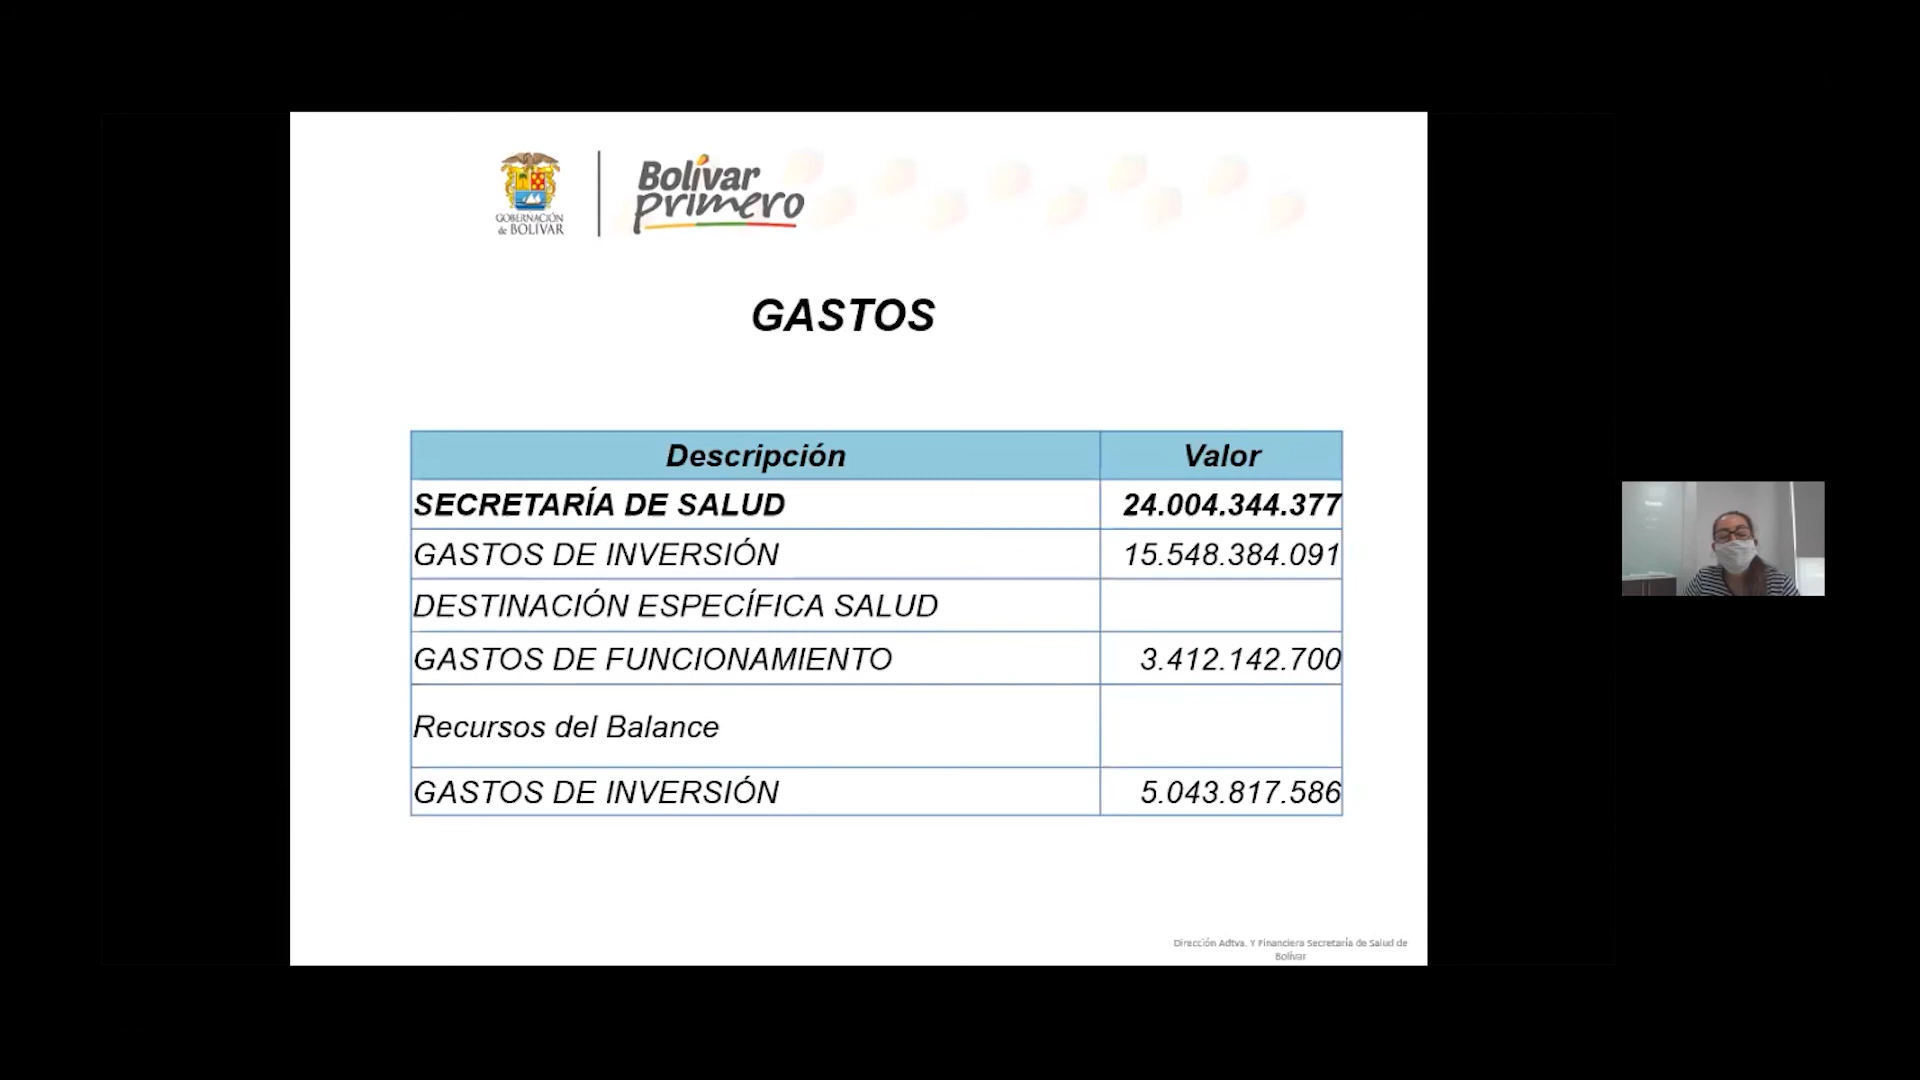 GOBERNACIÓN
de BOLÍVAR
Bolívar
primero
GASTOS
Descripción Valor
SECRETARÍA DE SALUD 24.004.344.377
GASTOS DE INVERSIÓN 15.548.384.091
DESTINACIÓN ESPECÍFICA SALUD
GASTOS DE FUNCIONAMIENTO 3.412.142.700
Recursos del Balance
GASTOS DE INVERSIÓN 5.043.817.586
Dirección Adtva. Y Financiera Secretaría de Salud de
Bolívar